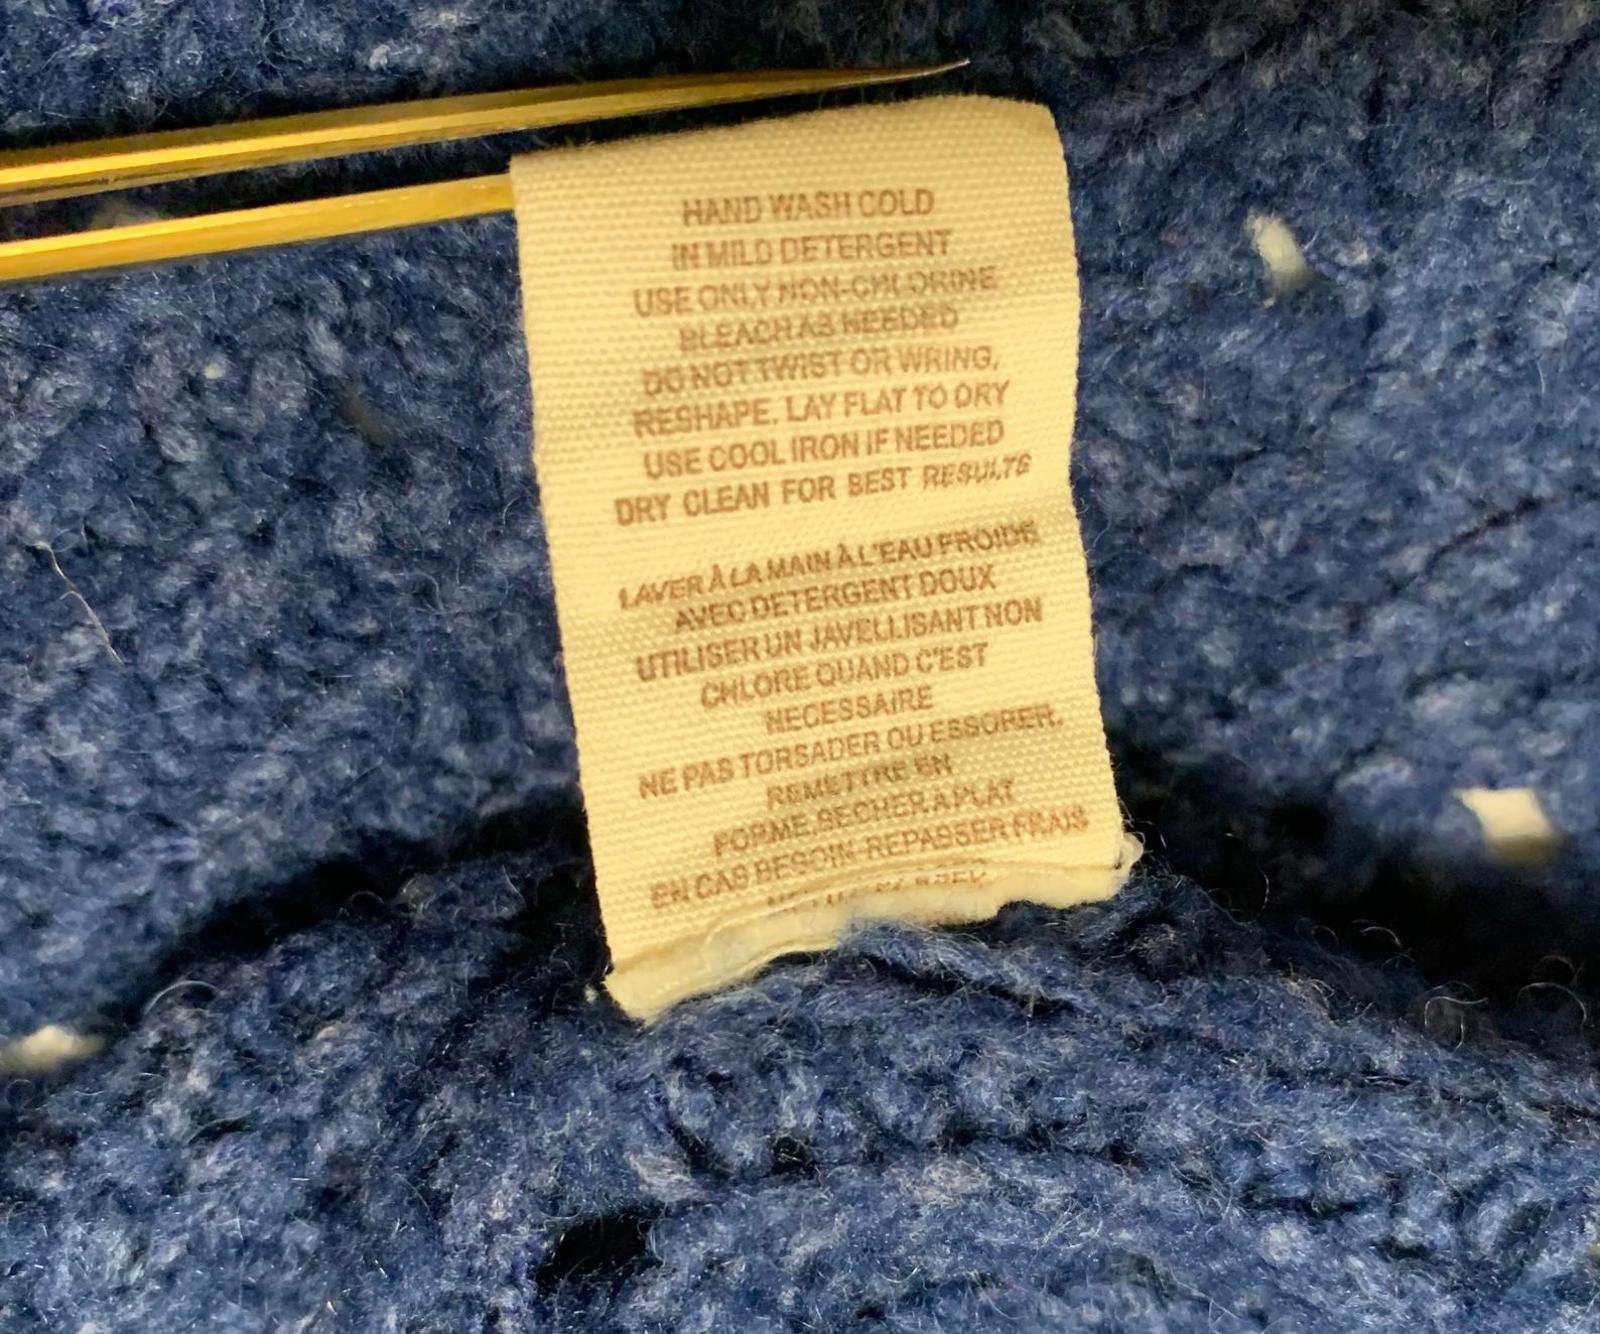 HAND WASH COLD
IN MILD DETERGENT
USE ONLY NON-CHLORINE
BLEACH AS NEEDED
DO NOT TWIST OR WRING,
RESHAPE. LAY FLAT TO DRY
USE COOL IRON IF NEEDED
DRY CLEAN FOR BEST RESULTS
LAVER À LA MAIN À L'EAU FROIDE
AVEC DETERGENT DOUX
UTILISER UN JAVELLISANT NON
CHLORE QUAND C'EST
NECESSAIRE
NE PAS TORSADER OU ESSORER,
REMETTRE EN
FORME,SECHER A PLAT
EN CAS BESOIN REPASSER FRAIS